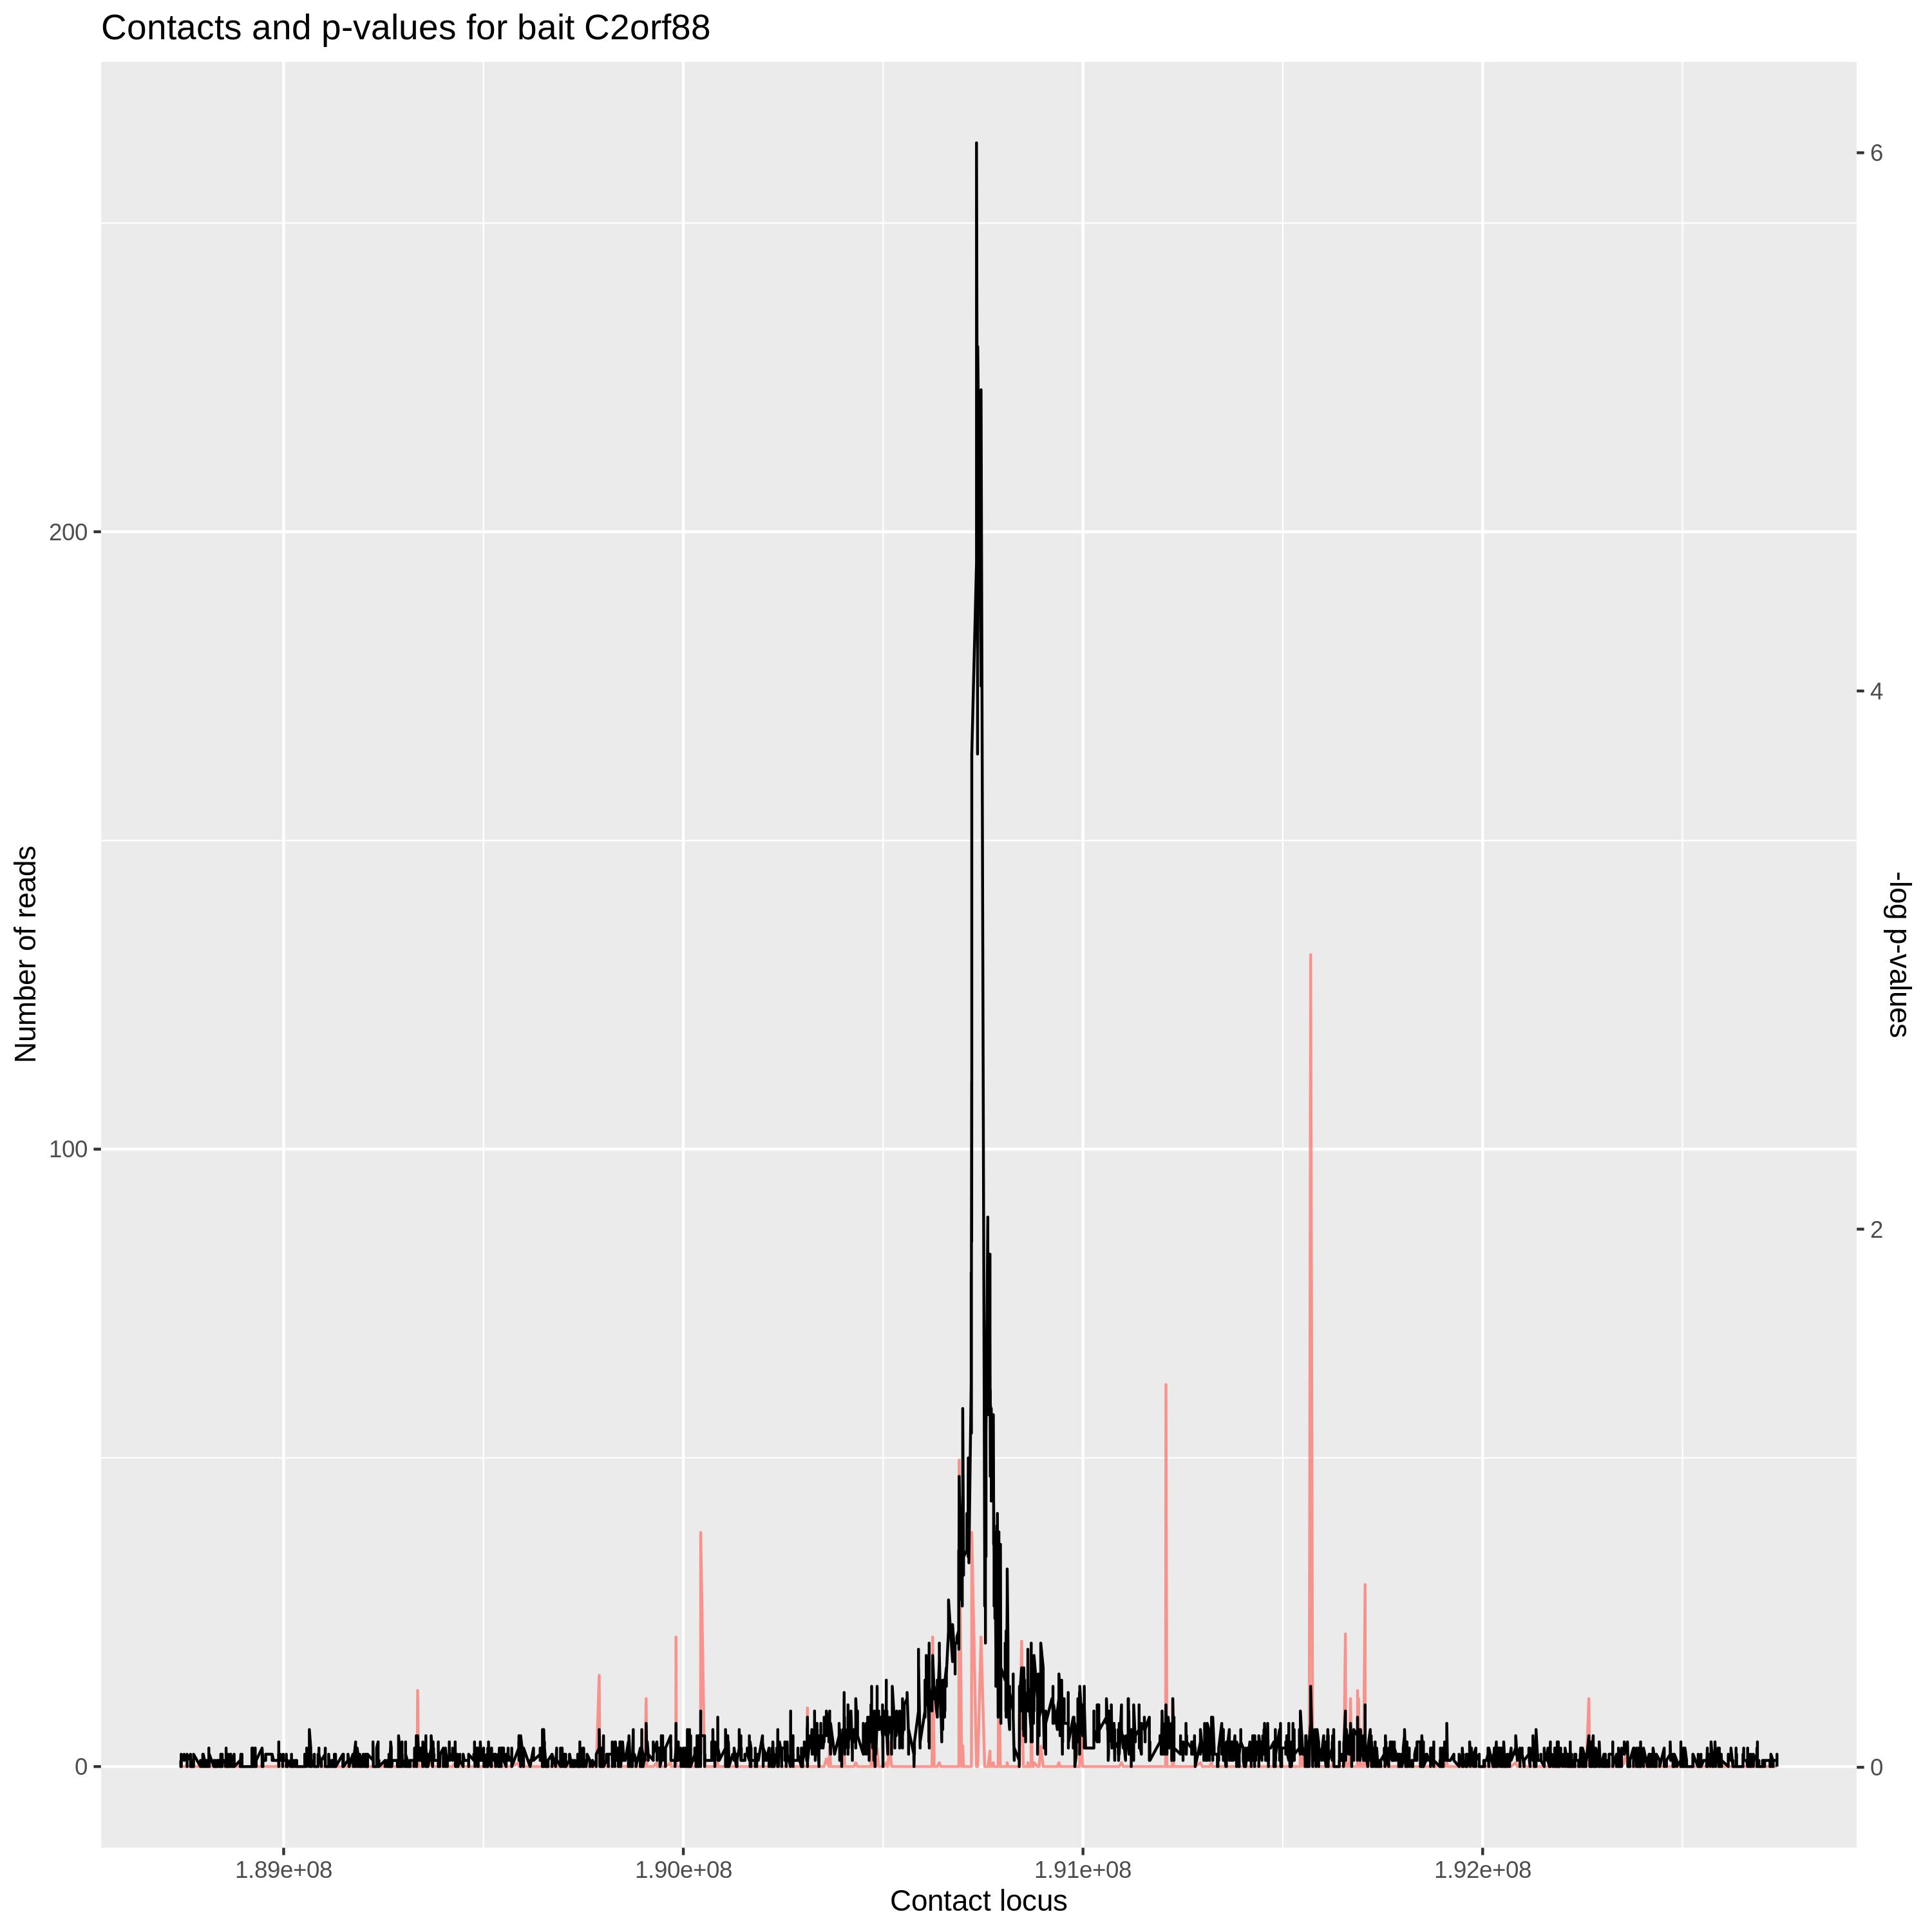 Contacts and p-values for bait C2orf88
Number of reads
200
100
0
6
4
2
0
-log p-values
1.89e+08
1.90e+08
1.91e+08
1.92e+08
Contact locus